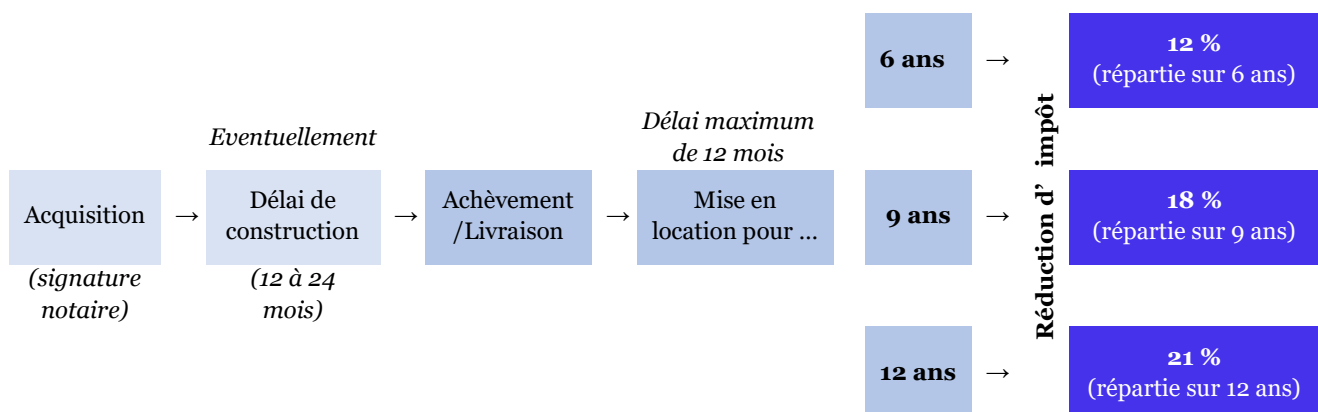 Acquisition
(signature
notaire)
→
Eventuellement
Délai de
construction
(12 à 24
mois)
→
Achèvement
/Livraison
→
Délai maximum
de 12 mois
Mise en
location pour ...
6 ans
→
9 ans
→
12 ans
→
Réduction d’ impôt
12 %
(répartie sur 6 ans)
18 %
(répartie sur 9 ans)
21 %
(répartie sur 12 ans)